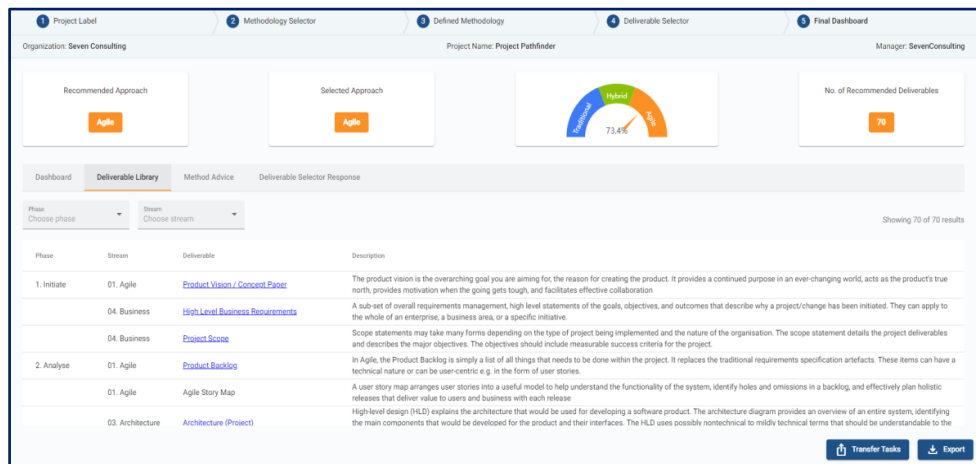 1 Project Label
2 Methodology Selector
3 Defined Methodology
4 Deliverable Selector
5 Final Dashboard
Organization: Seven Consulting
Project Name: Project Pathfinder
Manager: SevenConsulting
Recommended Approach
Agile
Selected Approach
Agile
Traditional
Hybrid
Agile
73.4%
No. of Recommended Deliverables
70
Dashboard
Deliverable Library
Method Advice
Deliverable Selector Response
Phase
Choose phase
Stream
Choose stream
Showing 70 of 70 results
Phase Stream Deliverable Description
1. Initiate 01. Agile Product Vision / Concept Paper
The product vision is the overarching goal you are aiming for, the reason for creating the product. It provides a continued purpose in an ever-changing world, acts as the product's true
north, provides motivation when the going gets tough, and facilitates effective collaboration
04. Business High Level Business Requirements
A sub-set of overall requirements management, high level statements of the goals, objectives, and outcomes that describe why a project/change has been initiated. They can apply to
the whole of an enterprise, a business area, or a specific initiative.
04. Business Project Scope
Scope statements may take many forms depending on the type of project being implemented and the nature of the organisation. The scope statement details the project deliverables
and describes the major objectives. The objectives should include measurable success criteria for the project.
2. Analyse 01. Agile Product Backlog
In Agile, the Product Backlog is simply a list of all things that needs to be done within the project. It replaces the traditional requirements specification artefacts. These items can have a
technical nature or can be user-centric e.g. in the form of user stories.
01. Agile Agile Story Map
A user story map arranges user stories into a useful model to help understand the functionality of the system, identify holes and omissions in a backlog, and effectively plan holistic
releases that deliver value to users and business with each release
03. Architecture Architecture (Project)
High-level design (HLD) explains the architecture that would be used for developing a software product. The architecture diagram provides an overview of an entire system, identifying
the main components that would be developed for the product and their interfaces. The HLD uses possibly nontechnical to mildly technical terms that should be understandable to the
Transfer Tasks
Export